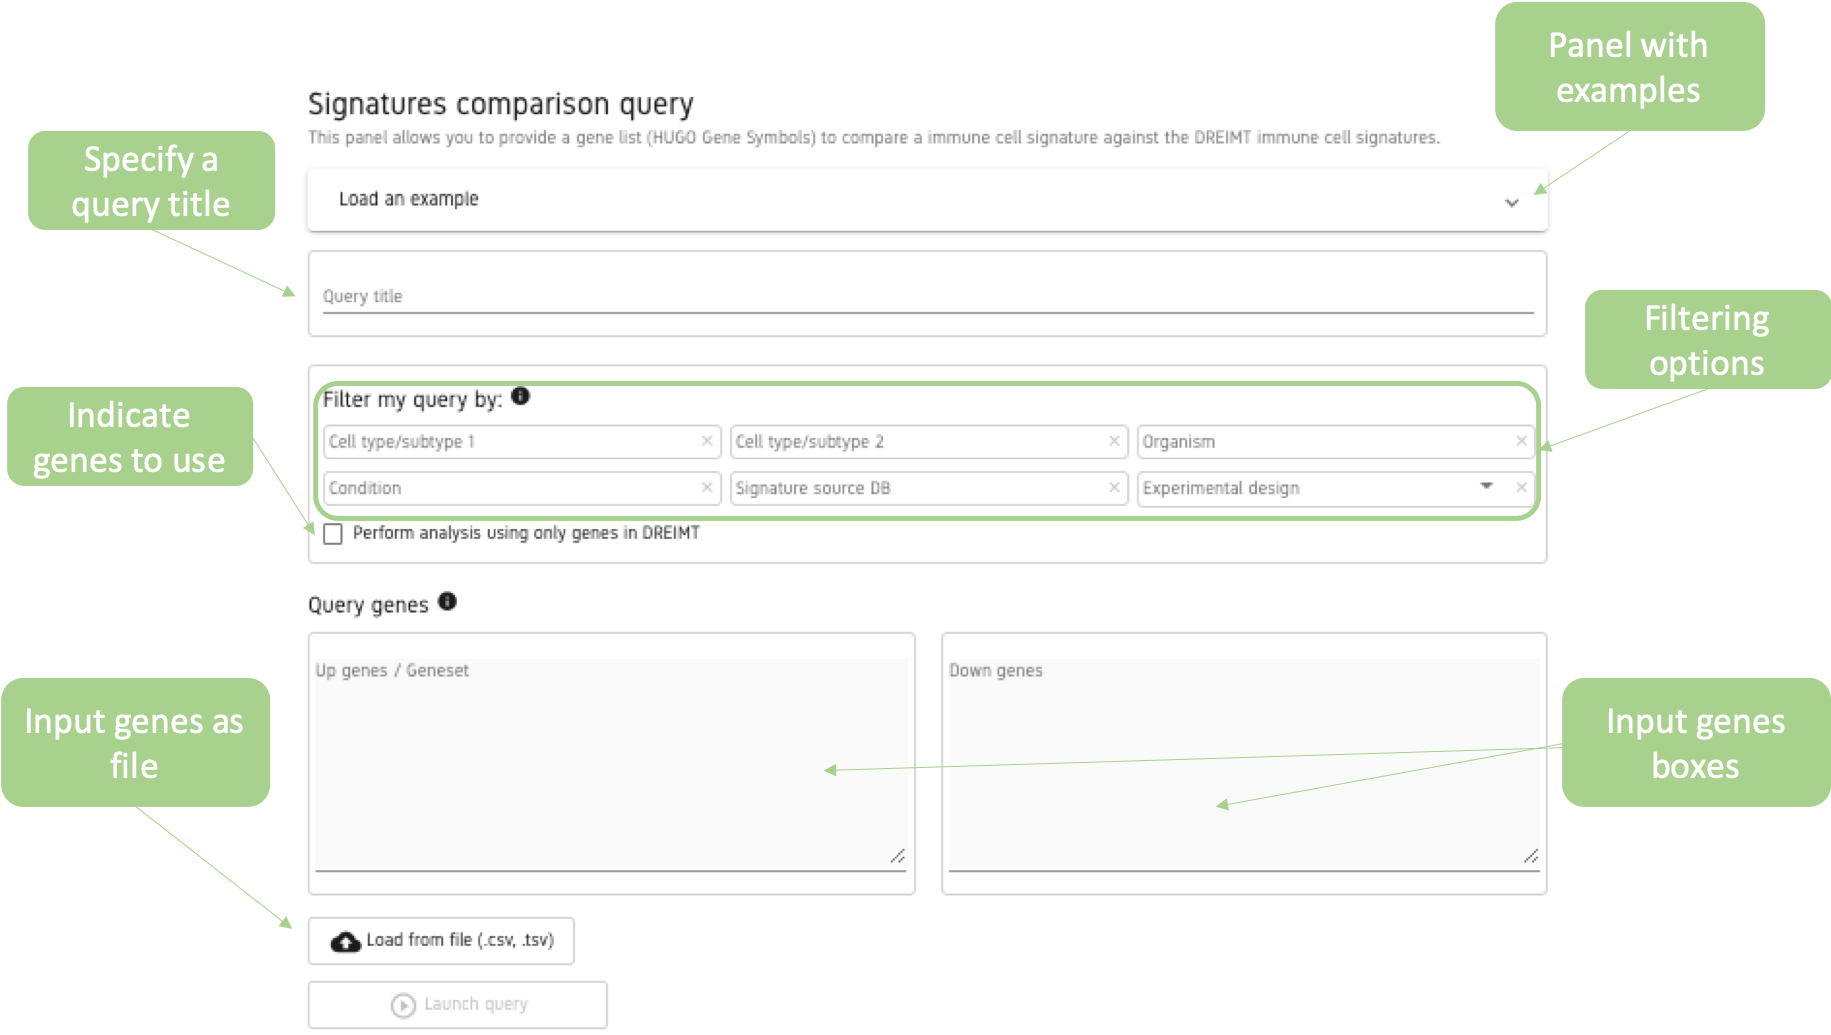 Panel with
examples
Signatures comparison query
This panel allows you to provide a gene list (HUGO Gene Symbols) to compare a immune cell signature against the DREIMT immune cell signatures.
Specify a
query title
Load an example
Query title
Filtering
options
Indicate
genes to use
Filter my query by:
Cell type/subtype 1
Cell type/subtype 2
Organism
Condition
Signature source DB
Experimental design
Perform analysis using only genes in DREIMT
Query genes
Up genes / Geneset
Down genes
Input genes as
file
Input genes
boxes
Load from file (.csv, .tsv)
Launch query